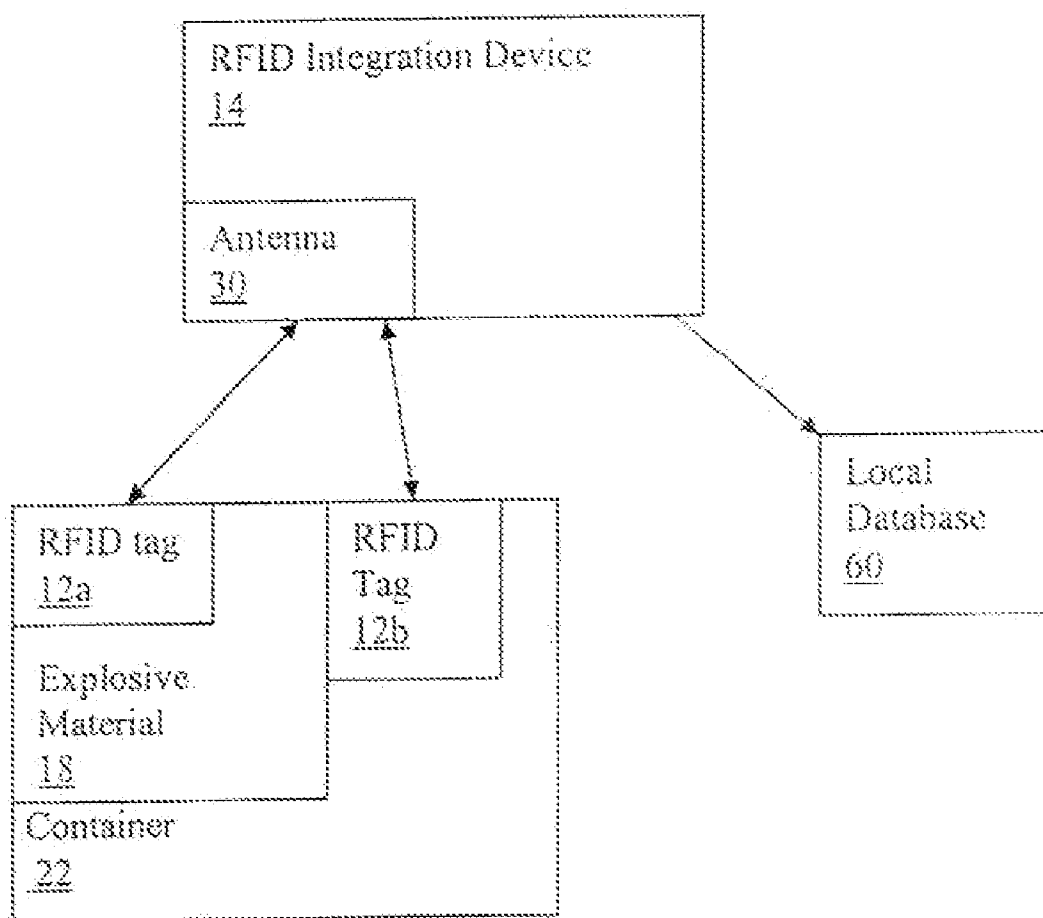 RFID Integration Device
14
Antenna
30
RFID tag
12a
RFID
Tag
12b
Explosive
Material
18
Container
22
Local
Database
60